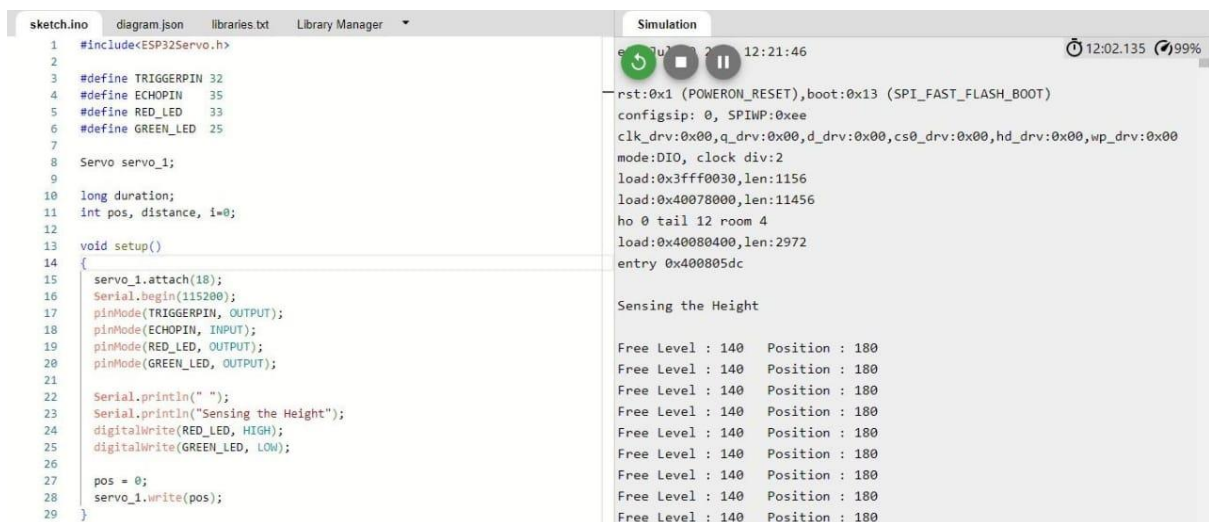 sketch.ino diagram.json libraries.txt Library Manager
1 #include<ESP32Servo.h>
2
3 #define TRIGGERPIN 32
4 #define ECHOPIN 35
5 #define RED_LED 33
6 #define GREEN_LED 25
7
8 Servo servo_1;
9
10 long duration;
11 int pos, distance, i=0;
12
13 void setup()
14 {
15 servo_1.attach(18);
16 Serial.begin(115200);
17 pinMode(TRIGGERPIN, OUTPUT);
18 pinMode(ECHOPIN, INPUT);
19 pinMode(RED_LED, OUTPUT);
20 pinMode(GREEN_LED, OUTPUT);
21
22 Serial.println(" ");
23 Serial.println("Sensing the Height");
24 digitalWrite(RED_LED, HIGH);
25 digitalWrite(GREEN_LED, LOW);
26
27 pos = 0;
28 servo_1.write(pos);
29 }
Simulation
12:02.135 99%
12:21:46
rst:0x1 (POWERON_RESET),boot:0x13 (SPI_FAST_FLASH_BOOT)
configsip: 0, SPIWP:0xee
clk_drv:0x00,q_drv:0x00,d_drv:0x00,cs0_drv:0x00,hd_drv:0x00,wp_drv:0x00
mode:DIO, clock div:2
load:0x3fff0030,len:1156
load:0x40078000,len:11456
ho 0 tail 12 room 4
load:0x40080400,len:2972
entry 0x400805dc
Sensing the Height
Free Level : 140 Position : 180
Free Level : 140 Position : 180
Free Level : 140 Position : 180
Free Level : 140 Position : 180
Free Level : 140 Position : 180
Free Level : 140 Position : 180
Free Level : 140 Position : 180
Free Level : 140 Position : 180
Free Level : 140 Position : 180